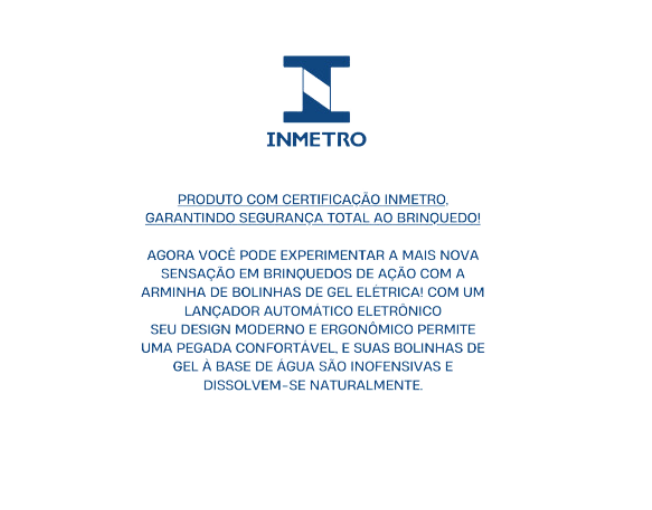 INMETRO
PRODUTO COM CERTIFICAÇÃO INMETRO,
GARANTINDO SEGURANÇA TOTAL AO BRINQUEDO!
AGORA VOCÊ PODE EXPERIMENTAR A MAIS NOVA
SENSAÇÃO EM BRINQUEDOS DE AÇÃO COM A
ARMINHA DE BOLINHAS DE GEL ELÉTRICA! COM UM
LANÇADOR AUTOMÁTICO ELETRÔNICO
SEU DESIGN MODERNO E ERGONÔMICO PERMITE
UMA PEGADA CONFORTÁVEL, E SUAS BOLINHAS DE
GEL À BASE DE ÁGUA SÃO INOFENSIVAS E
DISSOLVEM-SE NATURALMENTE.